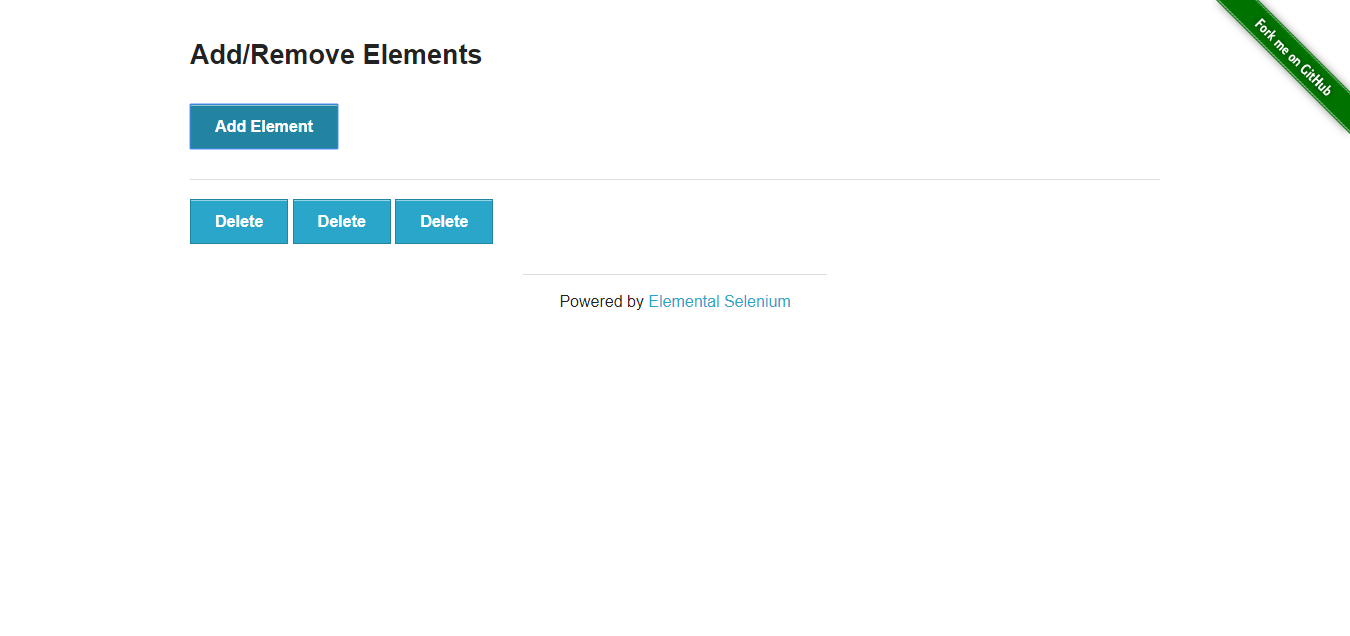 Add/Remove Elements
Fork me on GitHub
Add Element
Delete Delete Delete
Powered by Elemental Selenium